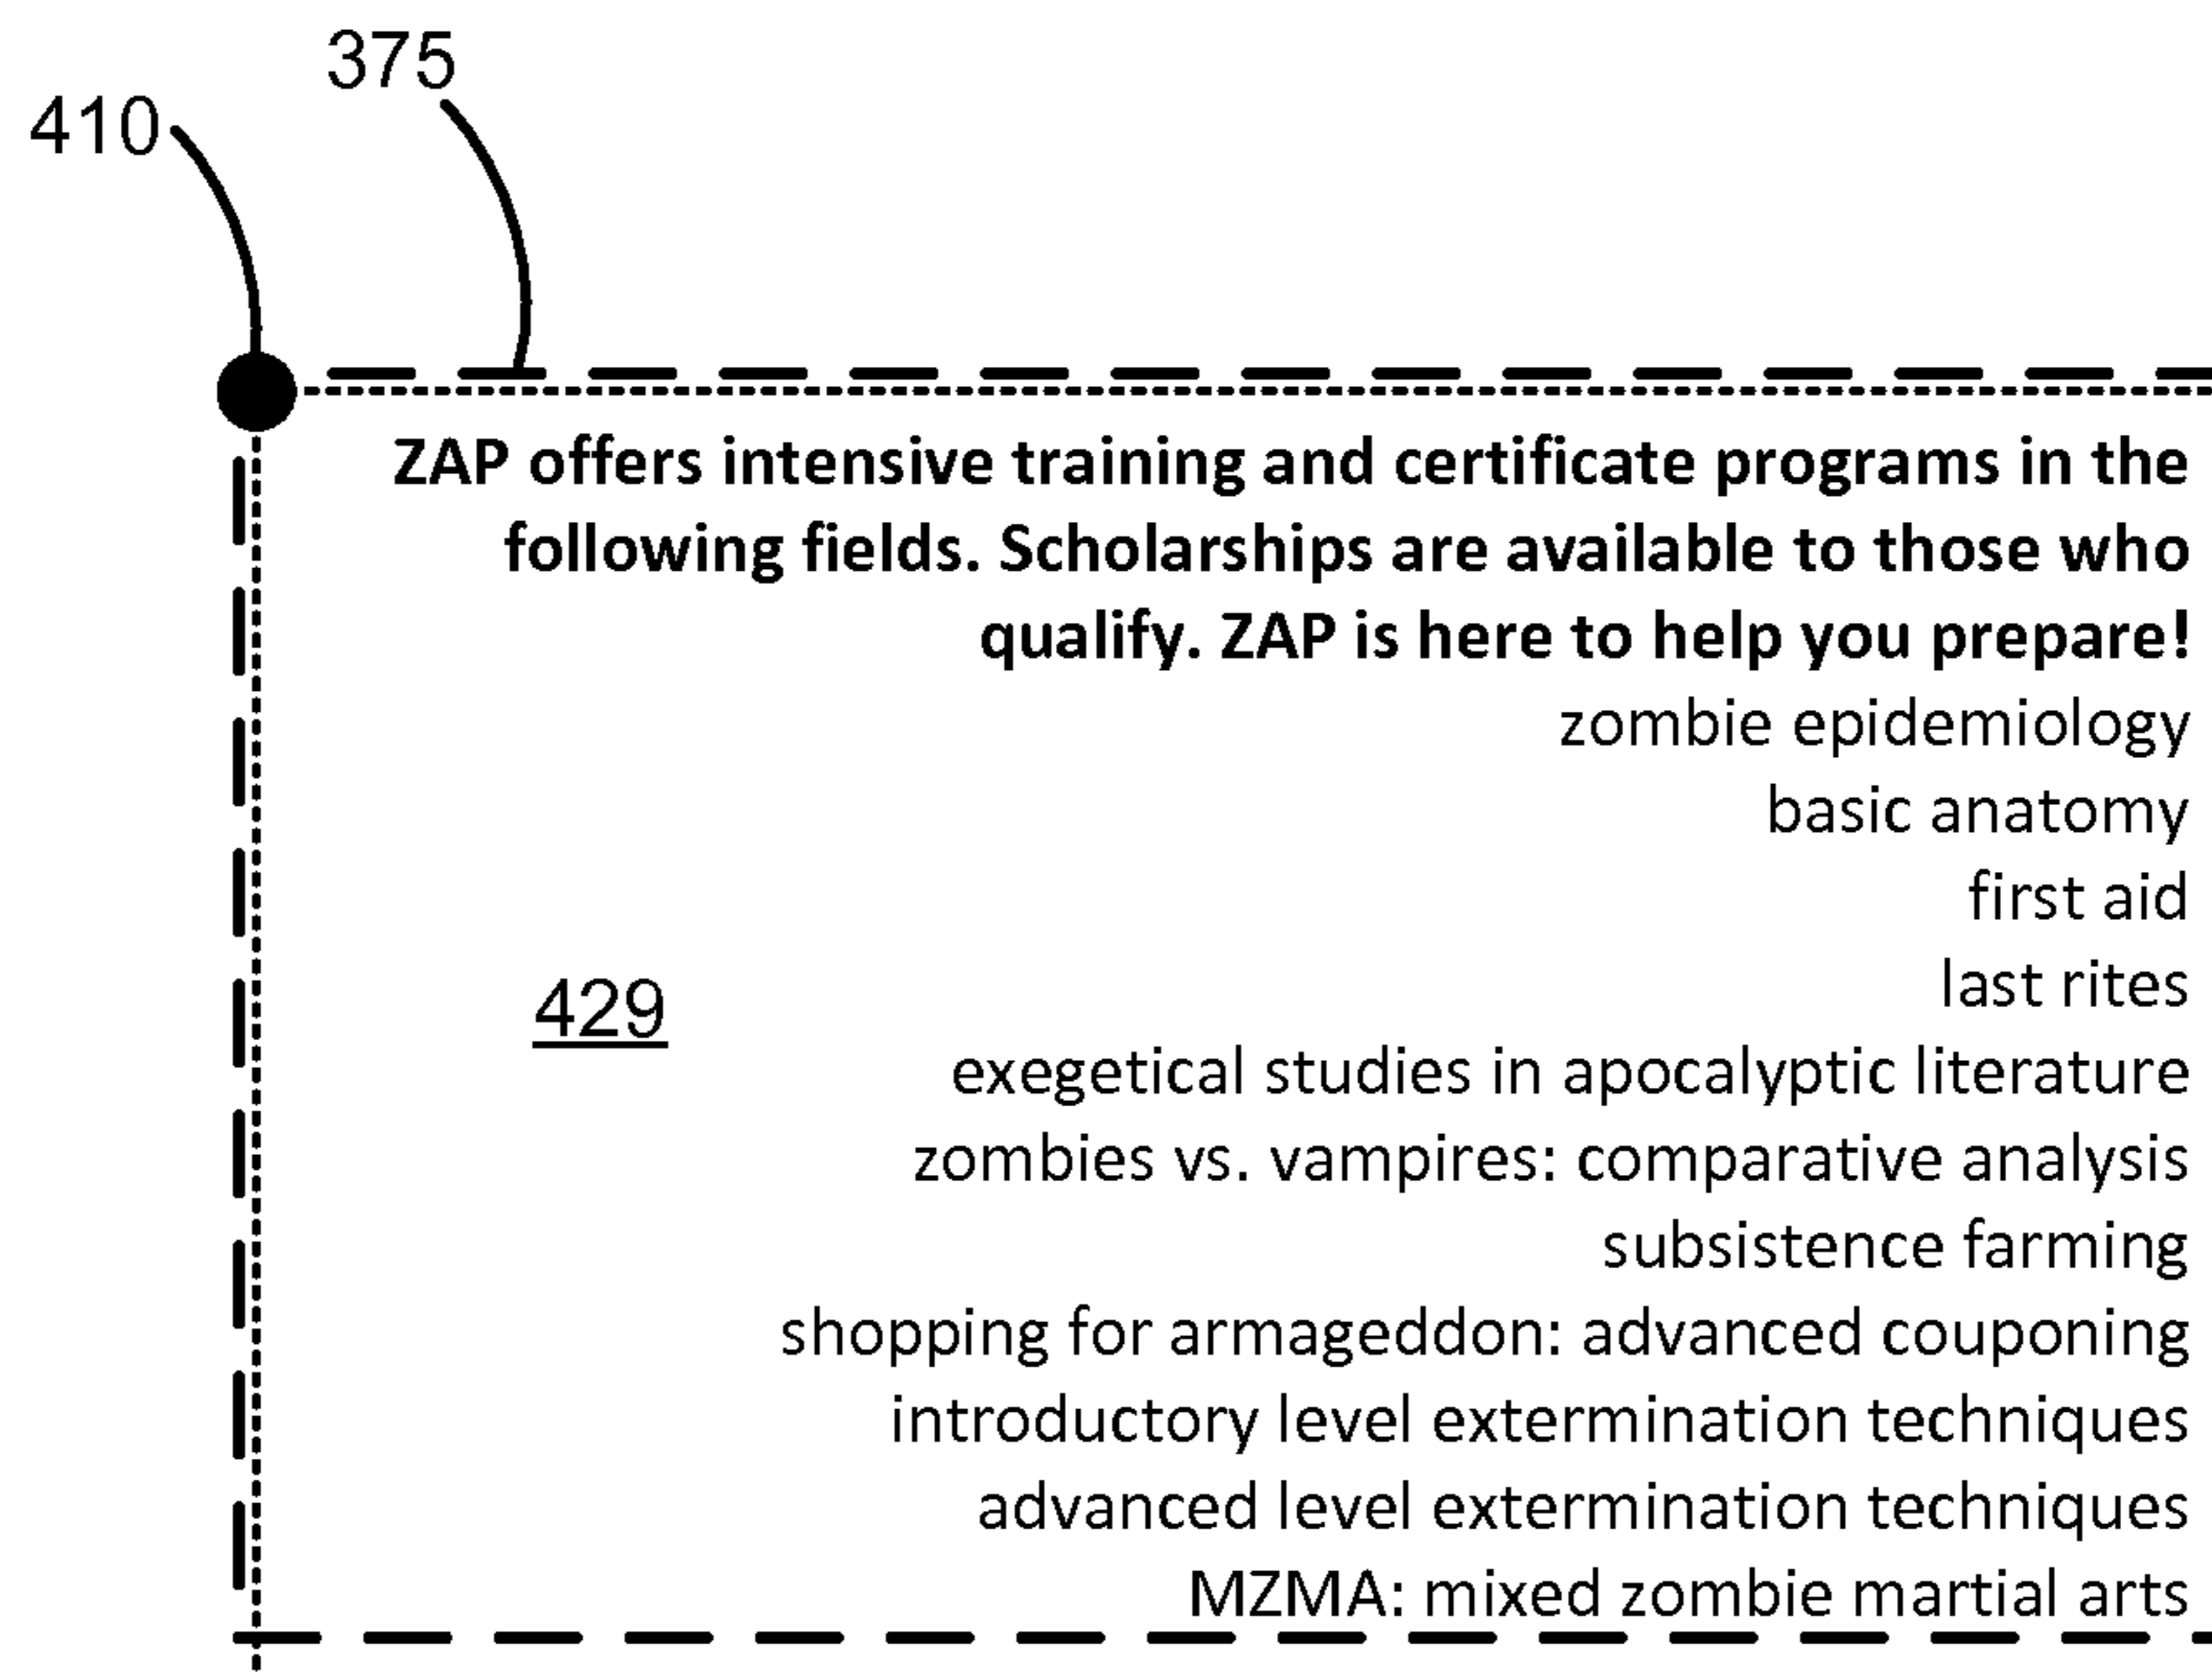 375
410
ZAP offers intensive training and certificate programs in the
following fields. Scholarships are available to those who
qualify. ZAP is here to help you prepare!
zombie epidemiology
basic anatomy
first aid
last rites
429
exegetical studies in apocalyptic literature
zombies vs. vampires: comparative analysis
subsistence farming
shopping for armageddon: advanced couponing
introductory level extermination techniques
advanced level extermination techniques
MZMA: mixed zombie martial arts